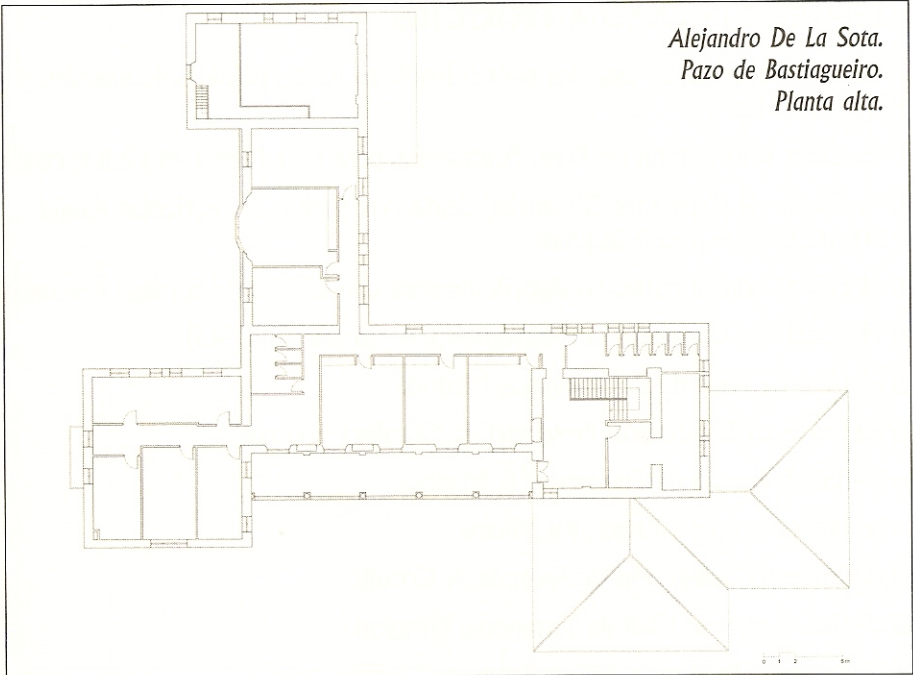 Alejandro De La Sota.
Pazo de Bastiagueiro.
Planta alta.
0 1 2 5m